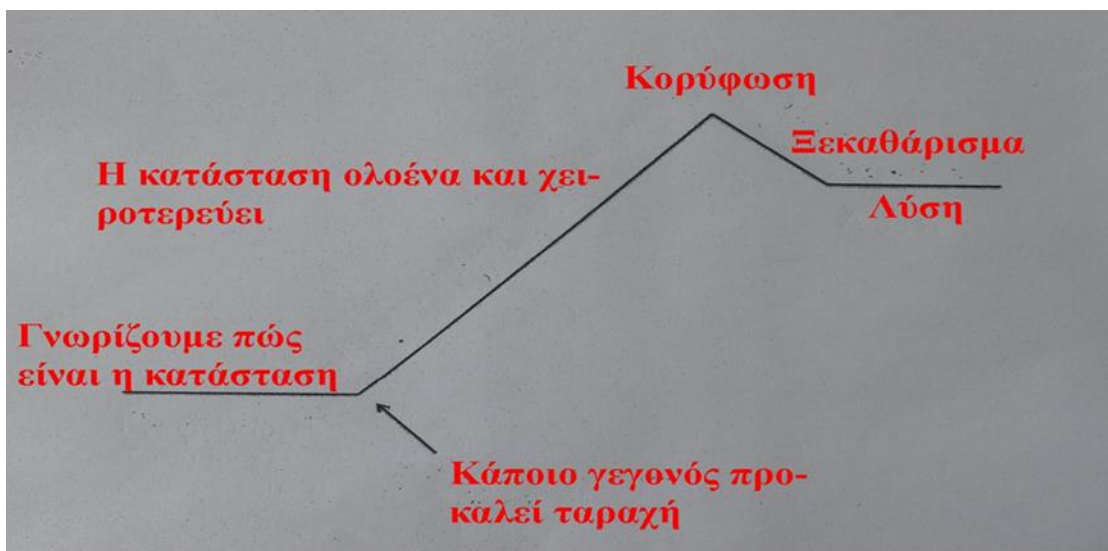 Κορύφωση
Ξεκαθάρισμα
Η κατάσταση ολοένα και χει-
ροτερεύει
Λύση
Γνωρίζουμε πώς
είναι η κατάσταση
Κάποιο γεγονός προ-
καλεί ταραχή